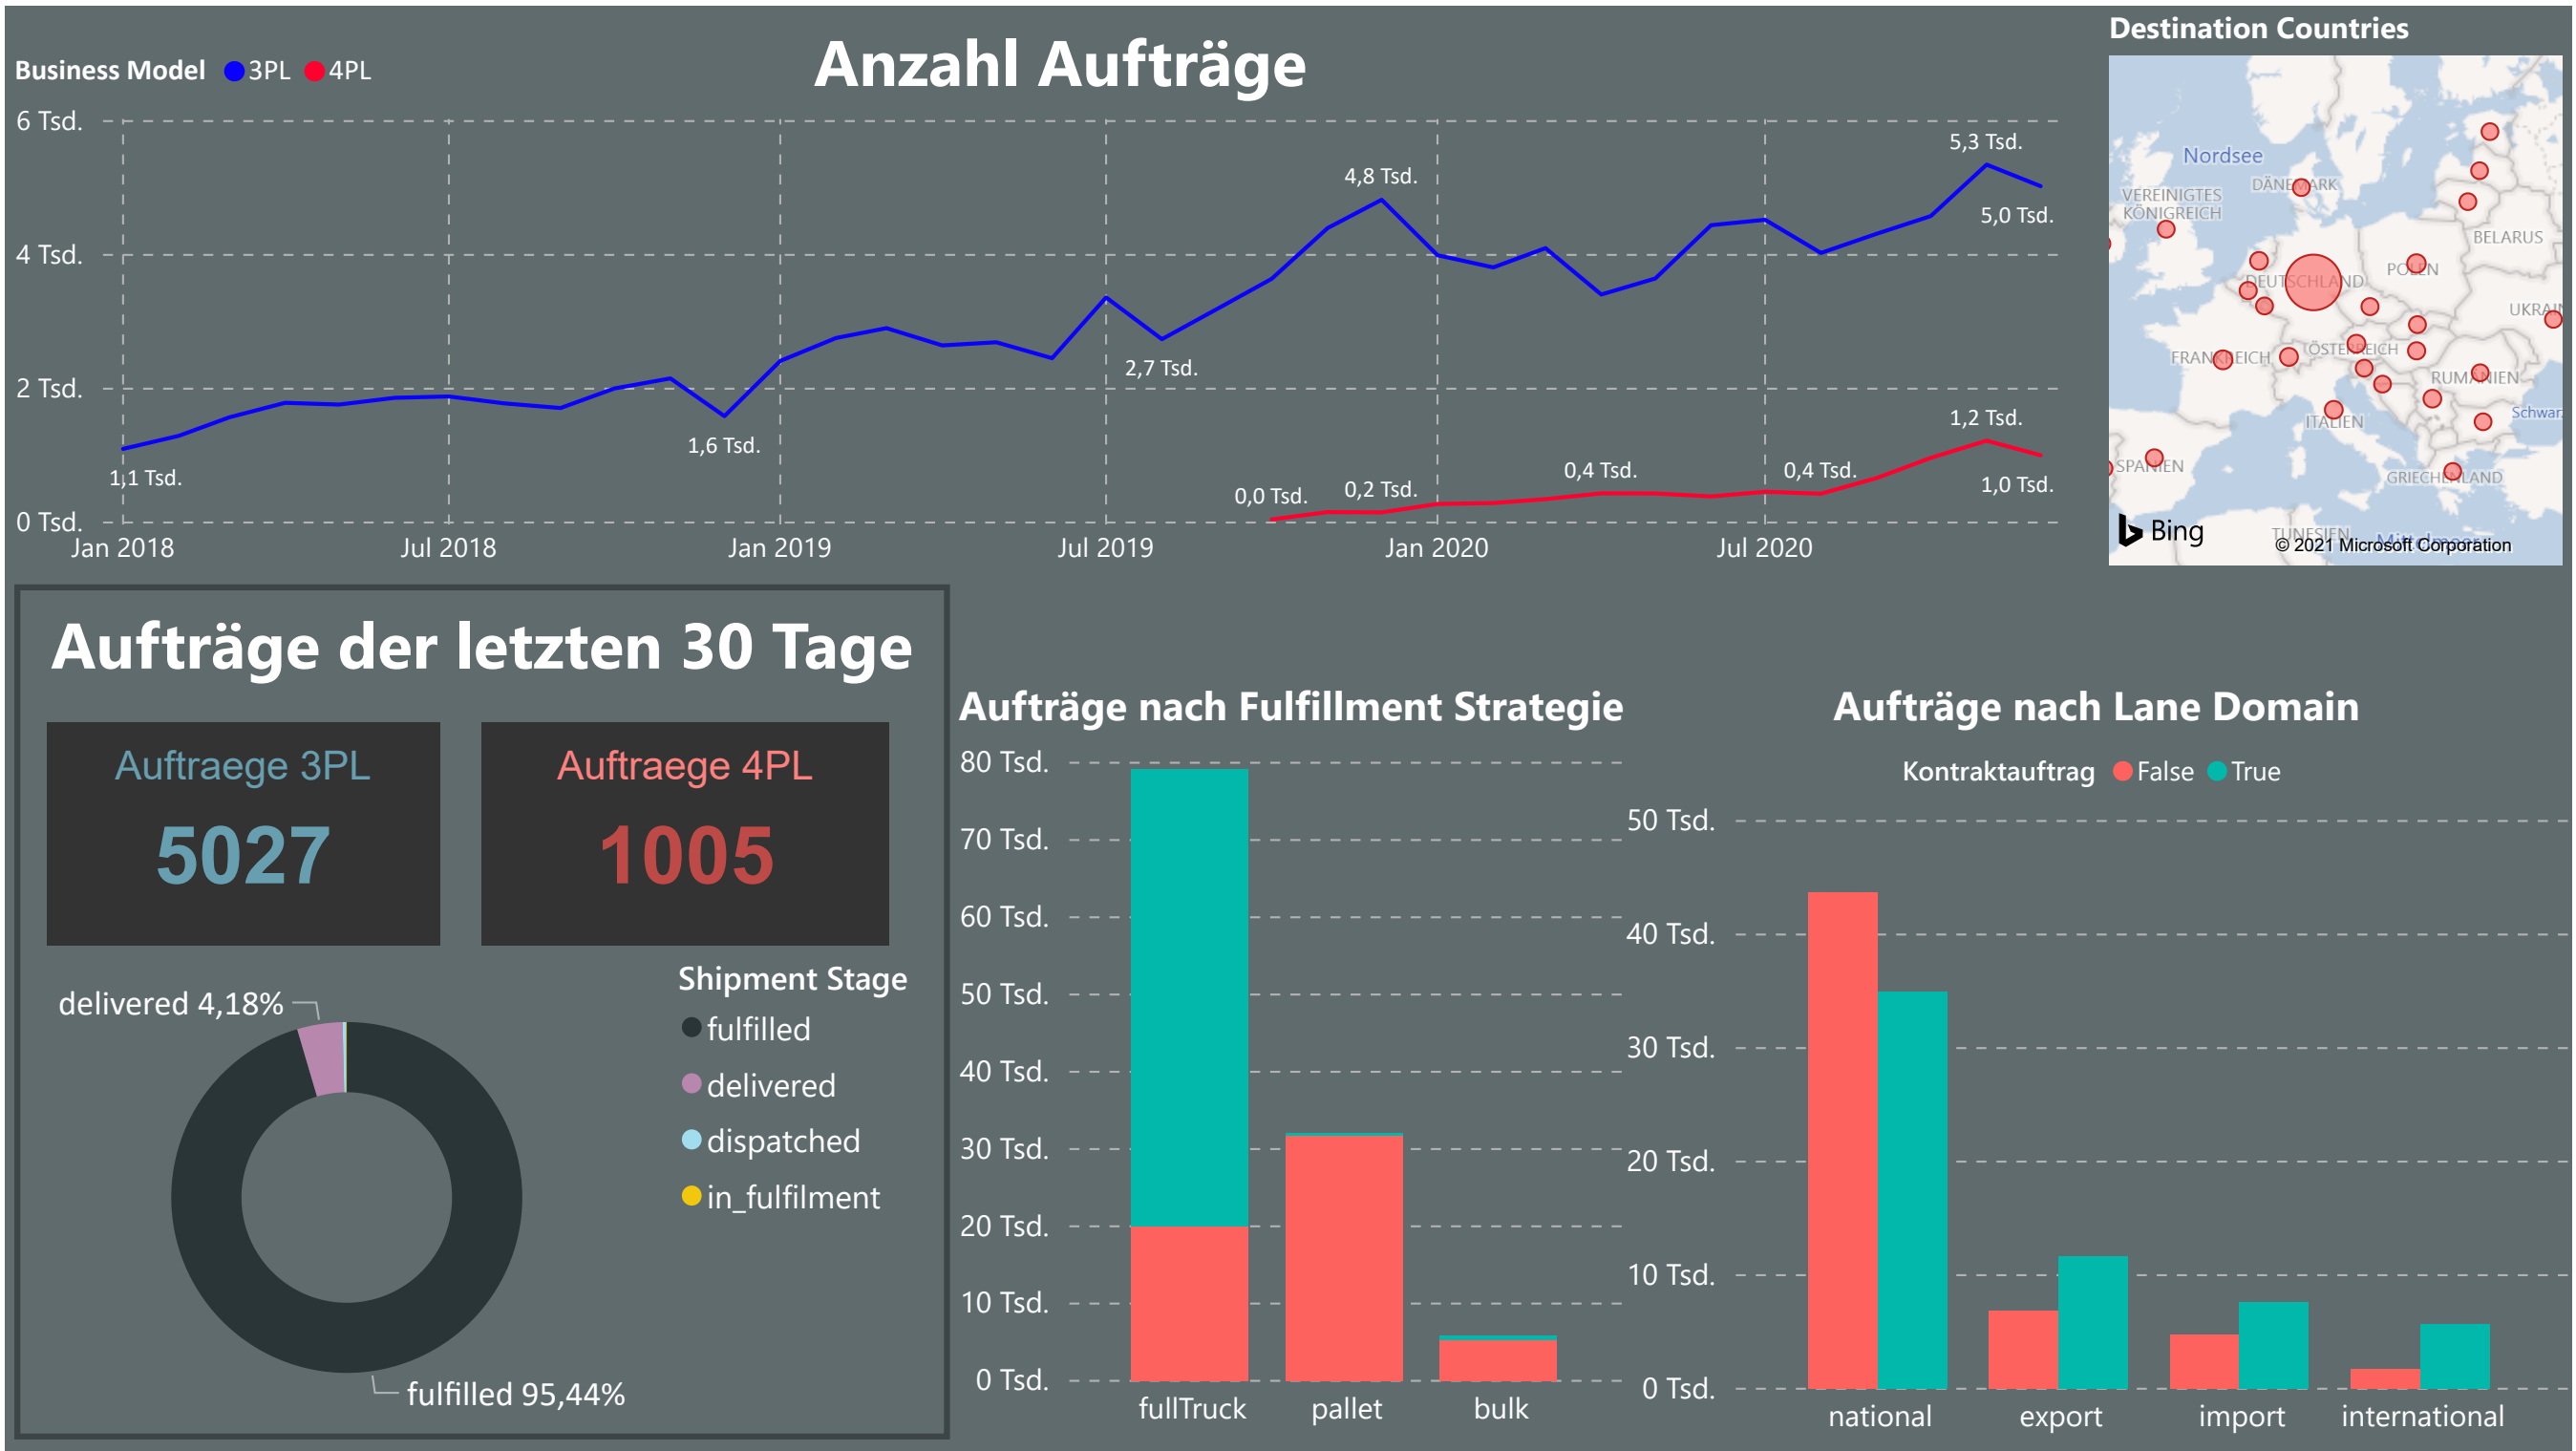 Anzahl Aufträge
Business Model 3PL 4PL
6 Tsd.
4 Tsd.
2 Tsd.
0 Tsd.
1,1 Tsd.
1,6 Tsd.
2,7 Tsd.
4,8 Tsd.
5,3 Tsd.
5,0 Tsd.
0,0 Tsd.
0,2 Tsd.
0,4 Tsd.
0,4 Tsd.
1,2 Tsd.
1,0 Tsd.
Jan 2018
Jul 2018
Jan 2019
Jul 2019
Jan 2020
Jul 2020
Destination Countries
Nordsee
DÄNEMARK
VEREINIGTES
KÖNIGREICH
BELARUS
POLEN
DEUTSCHLAND
UKRAIN
FRANKREICH
ÖSTERREICH
RUMÄNIEN
Schwar
ITALIEN
SPANIEN
GRIECHENLAND
TUNESIEN
Mittelmeer
Bing
© 2021 Microsoft Corporation
Aufträge der letzten 30 Tage
Auftraege 3PL
5027
Auftraege 4PL
1005
Shipment Stage
fulfilled
delivered
dispatched
in_fulfilment
delivered 4,18%
fulfilled 95,44%
Aufträge nach Fulfillment Strategie
80 Tsd.
70 Tsd.
60 Tsd.
50 Tsd.
40 Tsd.
30 Tsd.
20 Tsd.
10 Tsd.
0 Tsd.
fullTruck
pallet
bulk
Aufträge nach Lane Domain
Kontraktauftrag False True
50 Tsd.
40 Tsd.
30 Tsd.
20 Tsd.
10 Tsd.
0 Tsd.
national
export
import
international